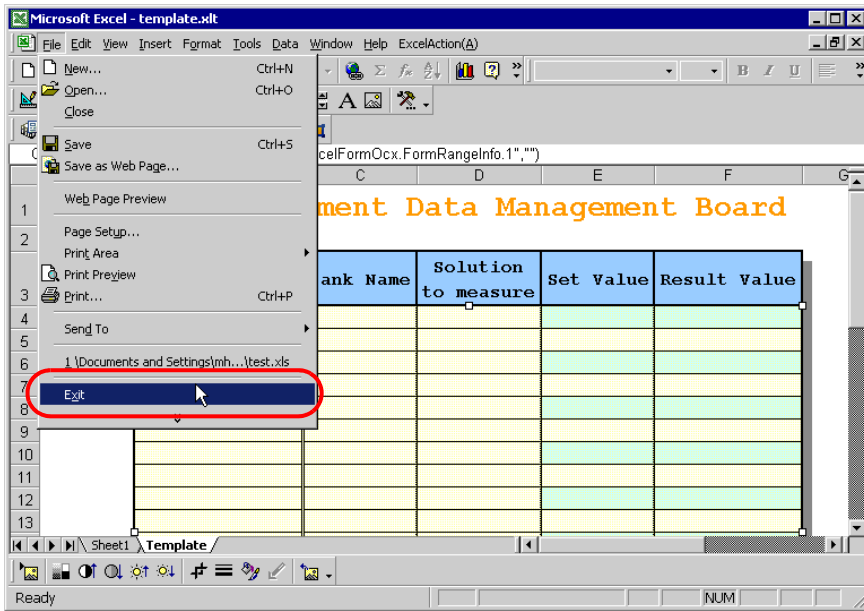 Microsoft Excel - template.xlt
File Edit View Insert Format Tools Data Window Help ExcelAction(A)
New... Ctrl+N
Open... Ctrl+O
Close
Save Ctrl+S
Save as Web Page...
Web Page Preview
Page Setup...
Print Area
Print Preview
Print... Ctrl+P
Send To
1 \Documents and Settings\mh...\test.xls
Exit
B I U
A
celFormOcx.FormRangeInfo.1","")
C D E F G
1
ment Data Management Board
2
3
ank Name
Solution
to measure
Set Value
Result Value
4
5
6
7
8
9
10
11
12
13
Sheet1 Template
Ready
NUM